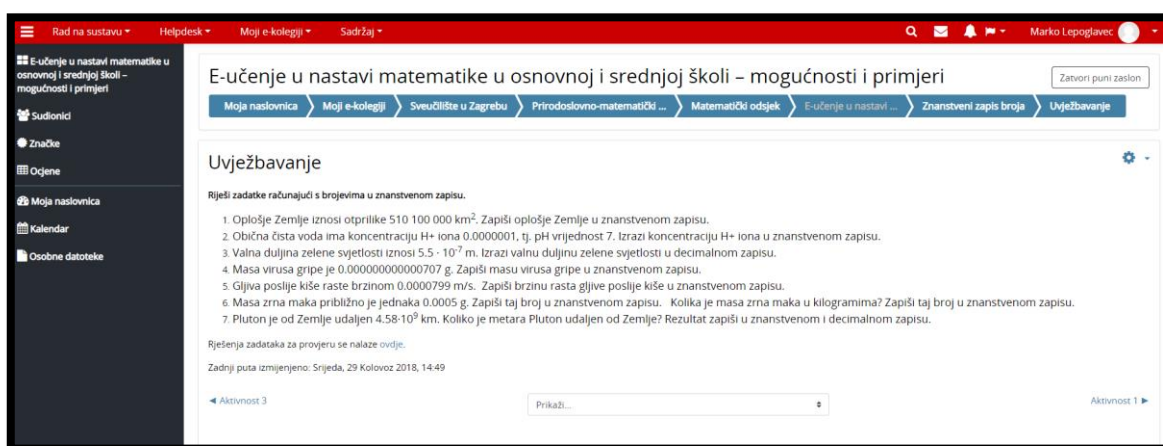 Rad na sustavu Helpdesk Moji e-kolegiji Sadržaj Marko Lepoglavec
E-učenje u nastavi matematike u
osnovnoj i srednjoj školi –
mogućnosti i primjeri
Sudionici
Značke
Ocjene
Moja naslovnica
Kalendar
Osobne datoteke
E-učenje u nastavi matematike u osnovnoj i srednjoj školi – mogućnosti i primjeri
Zatvori puni zaslon
Moja naslovnica Moji e-kolegiji Sveučilište u Zagrebu Prirodoslovno-matematički ... Matematički odsjek E-učenje u nastavi ... Znanstveni zapis broja Uvježbavanje
Uvježbavanje
Riješi zadatke računajući s brojevima u znanstvenom zapisu.
1. Oplošje Zemlje iznosi otprilike 510 100 000 km². Zapiši oplošje Zemlje u znanstvenom zapisu.
2. Obična čista voda ima koncentraciju H+ iona 0.0000001, tj. pH vrijednost 7. Izrazi koncentraciju H+ iona u znanstvenom zapisu.
3. Valna duljina zelene svjetlosti iznosi 5.5 · 10⁻⁷ m. Izrazi valnu duljinu zelene svjetlosti u decimalnom zapisu.
4. Masa virusa gripe je 0.000000000000707 g. Zapiši masu virusa gripe u znanstvenom zapisu.
5. Gljiva poslije kiše raste brzinom 0.0000799 m/s. Zapiši brzinu rasta gljive poslije kiše u znanstvenom zapisu.
6. Masa zrna maka približno je jednaka 0.0005 g. Zapiši taj broj u znanstvenom zapisu. Kolika je masa zrna maka u kilogramima? Zapiši taj broj u znanstvenom zapisu.
7. Pluton je od Zemlje udaljen 4.58·10⁹ km. Koliko je metara Pluton udaljen od Zemlje? Rezultat zapiši u znanstvenom i decimalnom zapisu.
Rješenja zadataka za provjeru se nalaze ovdje.
Zadnji puta izmijenjeno: Srijeda, 29 Kolovoz 2018, 14:49
◄ Aktivnost 3 Prikaži... Aktivnost 1 ►